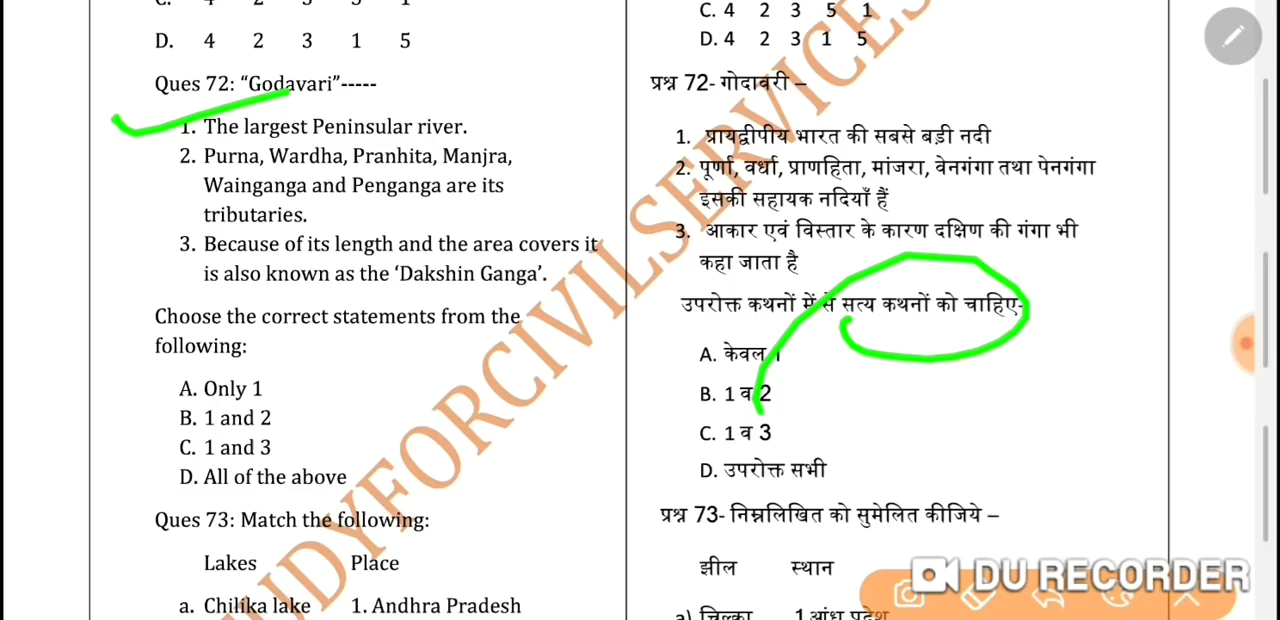 D. 4 2 3 1 5
Ques 72: “Godavari”-----
1. The largest Peninsular river.
2. Purna, Wardha, Pranhita, Manjra,
Wainganga and Penganga are its
tributaries.
3. Because of its length and the area covers it
is also known as the ‘Dakshin Ganga’.
Choose the correct statements from the
following:
A. Only 1
B. 1 and 2
C. 1 and 3
D. All of the above
Ques 73: Match the following:
Lakes Place
a. Chilika lake 1. Andhra Pradesh
C. 4 2 3 5 1
D. 4 2 3 1 5
प्रश्न 72- गोदावरी –
1. प्रायद्वीपीय भारत की सबसे बड़ी नदी
2. पूर्णा, वर्धा, प्राणहिता, मांजरा, वेनगंगा तथा पेनगंगा
इसकी सहायक नदियाँ हैं
3. आकार एवं विस्तार के कारण दक्षिण की गंगा भी
कहा जाता है
उपरोक्त कथनों में से सत्य कथनों को चाहिए-
A. केवल 1
B. 1 व 2
C. 1 व 3
D. उपरोक्त सभी
प्रश्न 73- निम्नलिखित को सुमेलित कीजिये –
झील स्थान
a) चिल्का 1 आंध्र प्रदेश
STUDYFORCIVILSERVICES
DU RECORDER